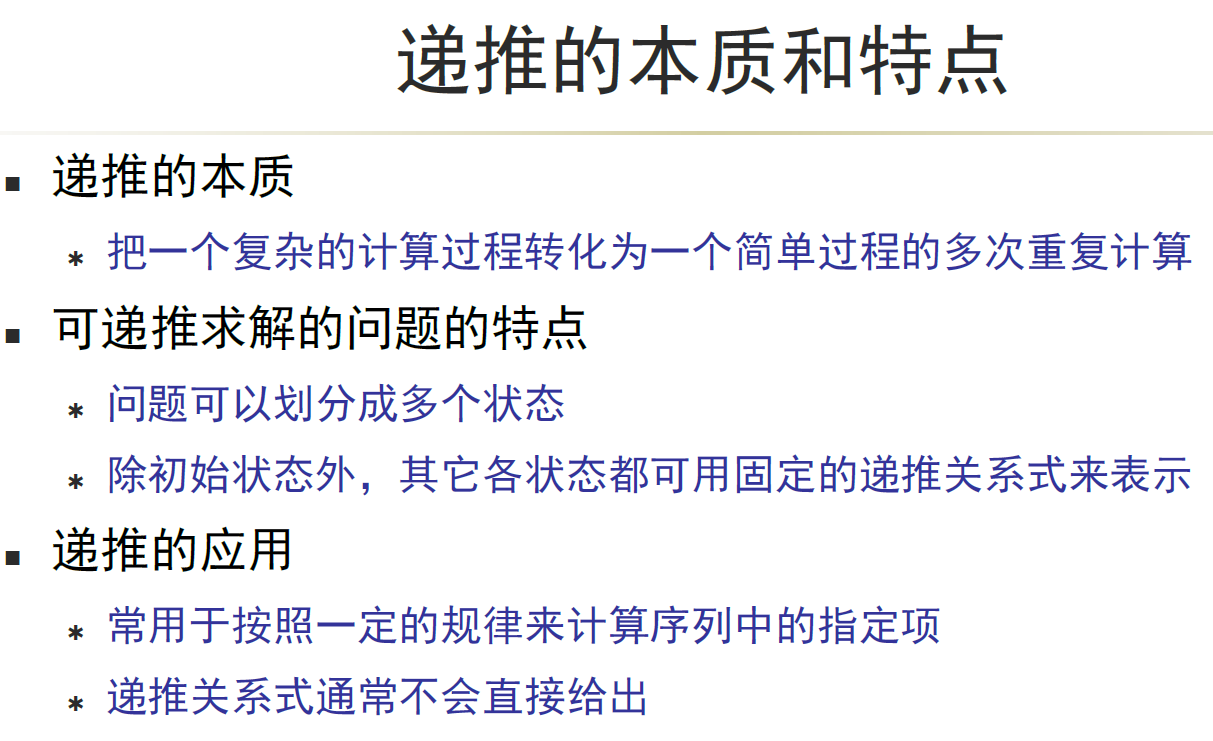 递推的本质和特点
▪ 递推的本质
* 把一个复杂的计算过程转化为一个简单过程的多次重复计算
▪ 可递推求解的问题的特点
* 问题可以划分成多个状态
* 除初始状态外，其它各状态都可用固定的递推关系式来表示
▪ 递推的应用
* 常用于按照一定的规律来计算序列中的指定项
* 递推关系式通常不会直接给出